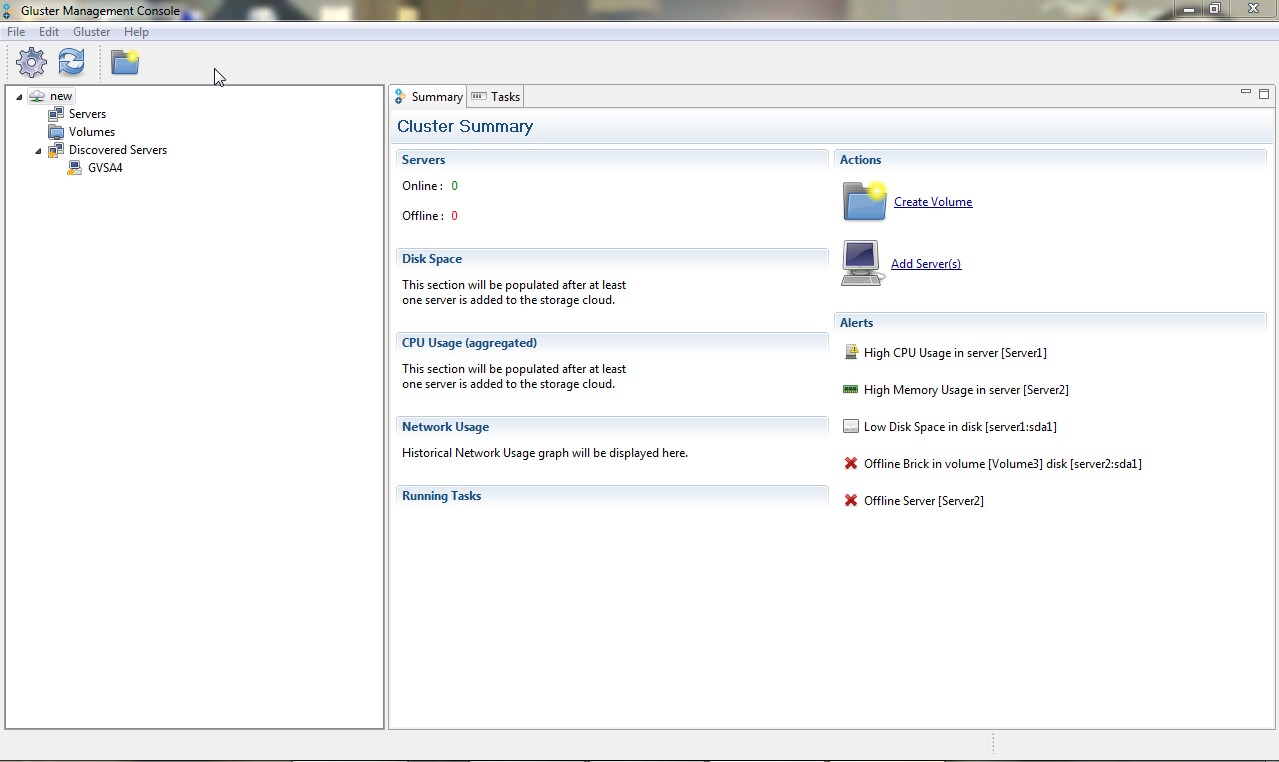 Gluster Management Console
File Edit Gluster Help
new
Servers
Volumes
Discovered Servers
GVSA4
Summary Tasks
Cluster Summary
Servers
Online : 0
Offline : 0
Disk Space
This section will be populated after at least
one server is added to the storage cloud.
CPU Usage (aggregated)
This section will be populated after at least
one server is added to the storage cloud.
Network Usage
Historical Network Usage graph will be displayed here.
Running Tasks
Actions
Create Volume
Add Server(s)
Alerts
High CPU Usage in server [Server1]
High Memory Usage in server [Server2]
Low Disk Space in disk [server1:sda1]
Offline Brick in volume [Volume3] disk [server2:sda1]
Offline Server [Server2]